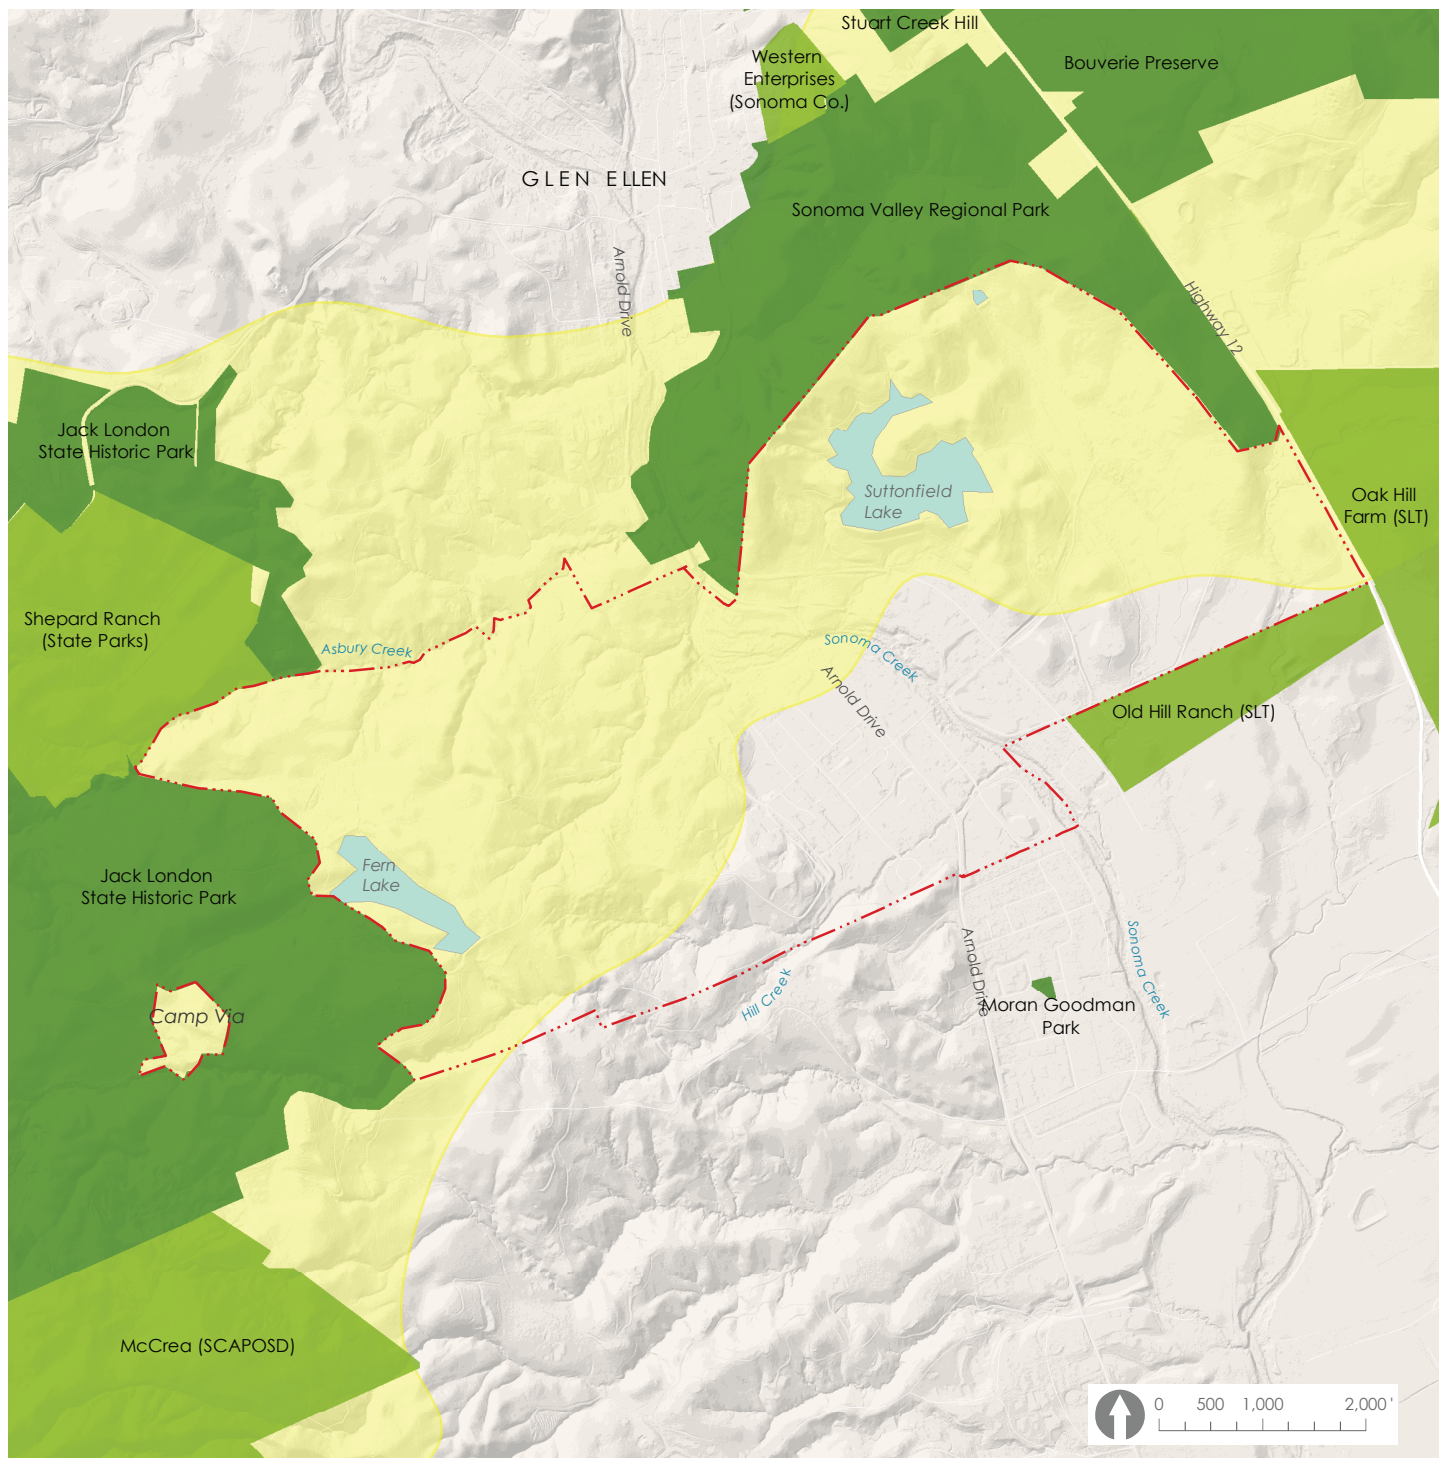 Stuart Creek Hill
Western
Enterprises
(Sonoma Co.)
Bouverie Preserve
GLEN ELLEN
Sonoma Valley Regional Park
Arnold Drive
Highway 12
Jack London
State Historic Park
Suttonfield
Lake
Oak Hill
Farm (SLT)
Shepard Ranch
(State Parks)
Asbury Creek
Sonoma Creek
Arnold Drive
Old Hill Ranch (SLT)
Fern
Lake
Jack London
State Historic Park
Arnold Drive
Sonoma Creek
Hill Creek
Camp Via
Moran Goodman
Park
McCrea (SCAPOSD)
0 500 1,000 2,000 '